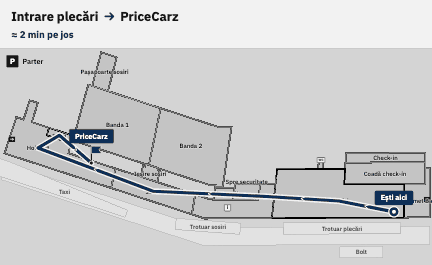 Intrare plecări → PriceCarz
≈ 2 min pe jos
P Parter
Pașapoarte sosiri
Banda 1
Banda 2
PriceCarz
Ieșire sosiri
Spre securitate
Check-in
Coadă check-in
Ești aici
Taxi
Trotuar sosiri
Trotuar plecări
Bolt